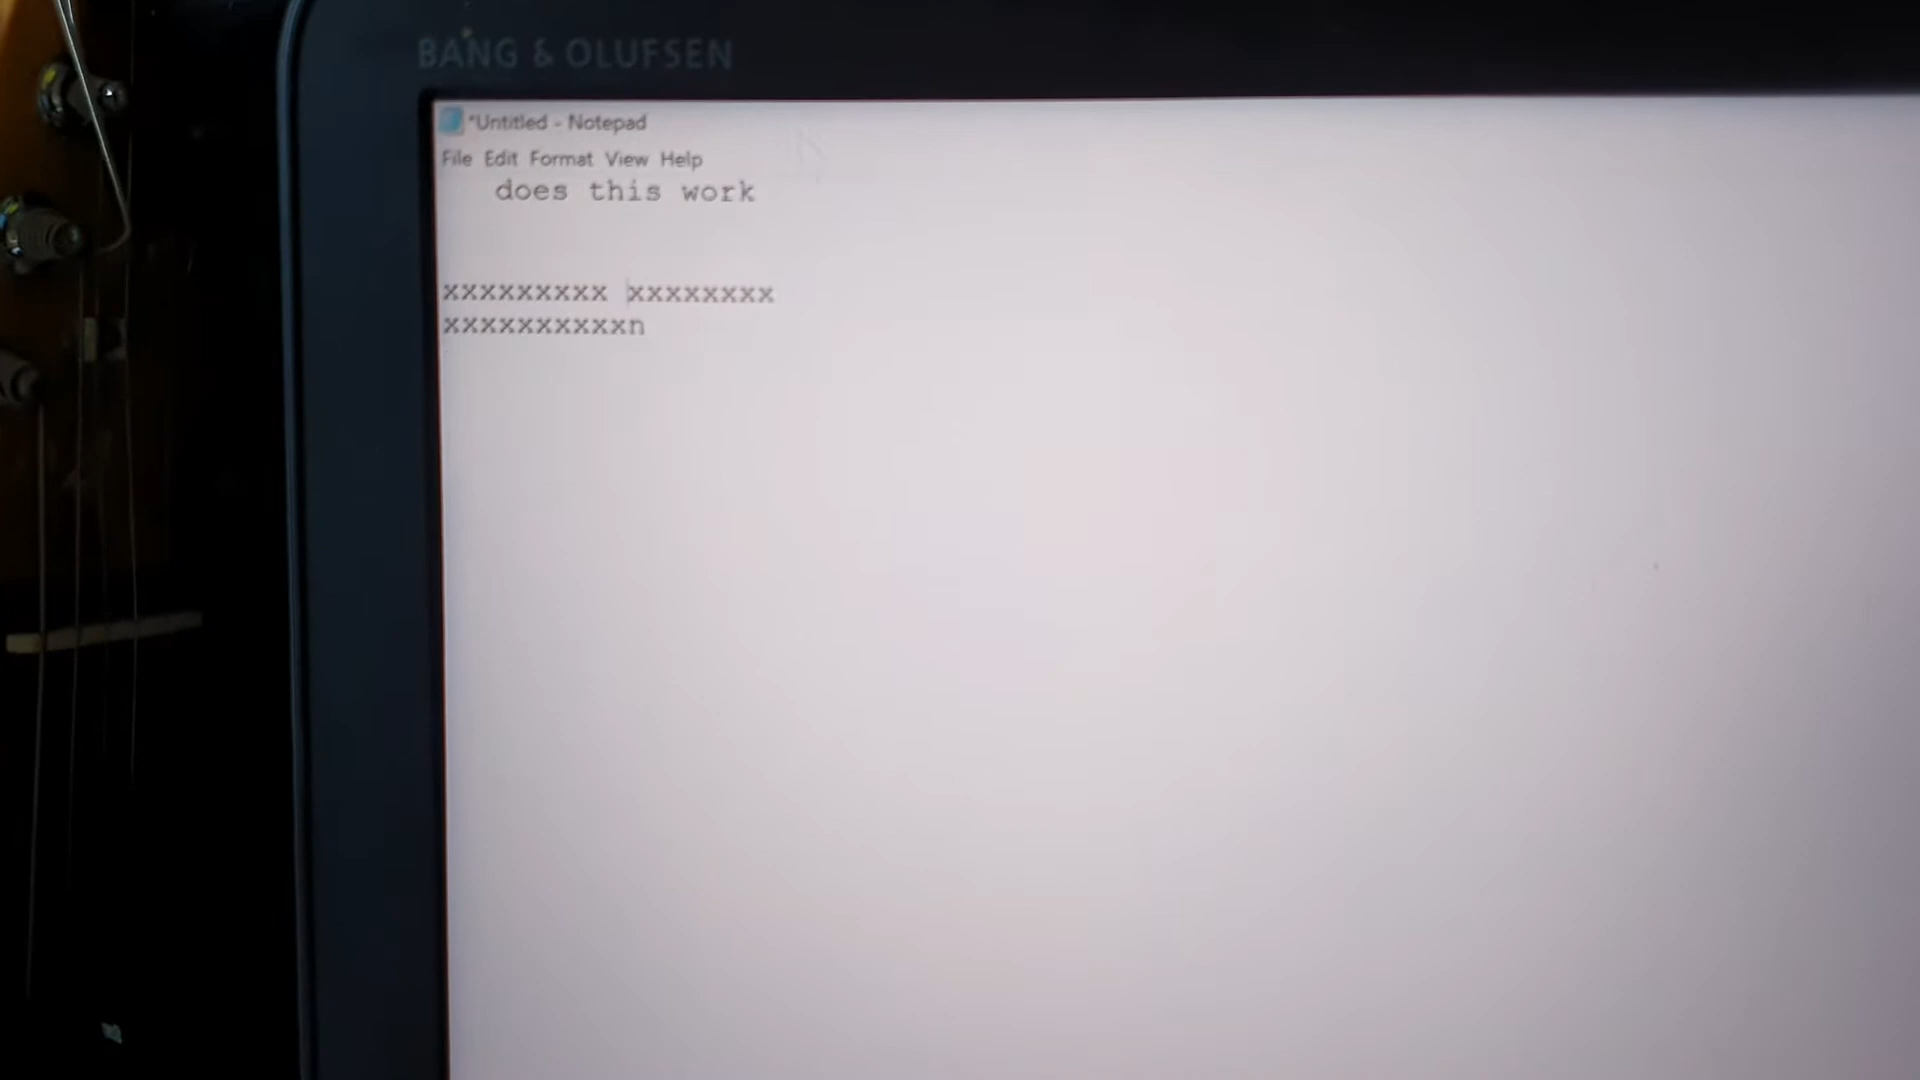 BANG & OLUFSEN
*Untitled - Notepad
File Edit Format View Help
does this work
xxxxxxxxx xxxxxxxx
xxxxxxxxxxn